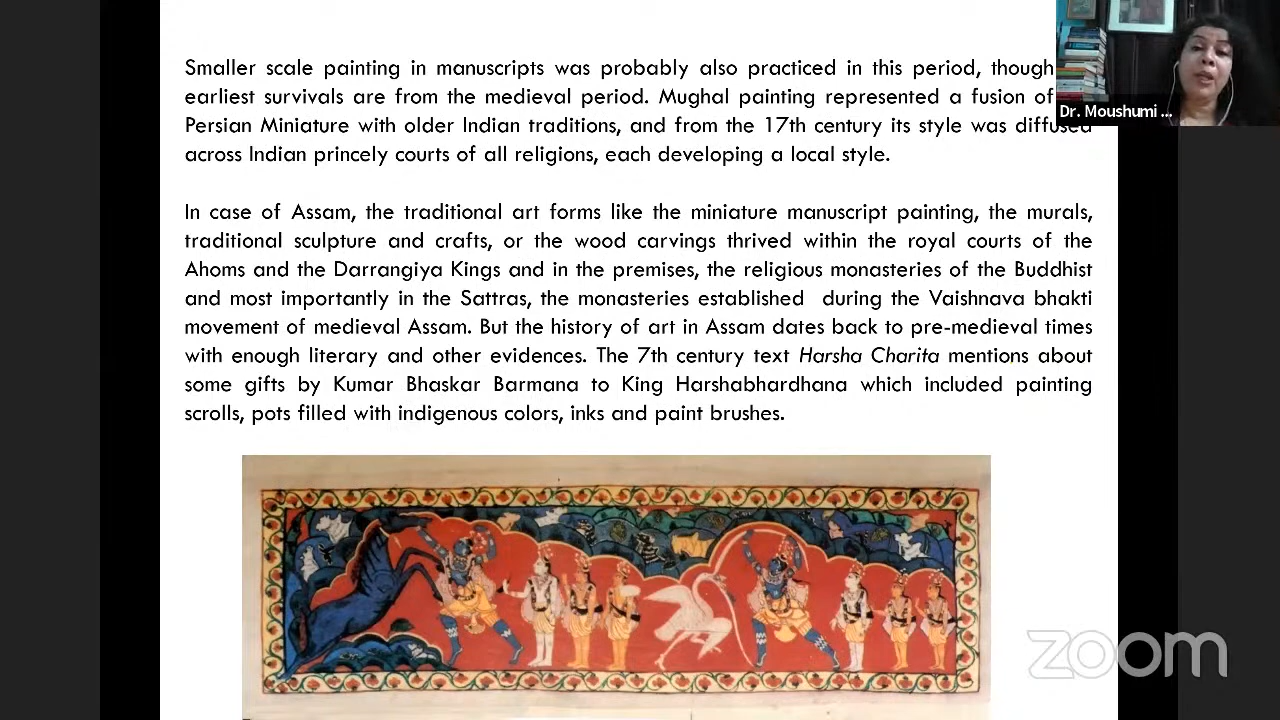 Smaller scale painting in manuscripts was probably also practiced in this period, though
earliest survivals are from the medieval period. Mughal painting represented a fusion of
Persian Miniature with older Indian traditions, and from the 17th century its style was diffused
across Indian princely courts of all religions, each developing a local style.
In case of Assam, the traditional art forms like the miniature manuscript painting, the murals,
traditional sculpture and crafts, or the wood carvings thrived within the royal courts of the
Ahoms and the Darrangiya Kings and in the premises, the religious monasteries of the Buddhist
and most importantly in the Sattras, the monasteries established during the Vaishnava bhakti
movement of medieval Assam. But the history of art in Assam dates back to pre-medieval times
with enough literary and other evidences. The 7th century text Harsha Charita mentions about
some gifts by Kumar Bhaskar Barmana to King Harshabhardhana which included painting
scrolls, pots filled with indigenous colors, inks and paint brushes.
Dr. Moushumi ...
zoom